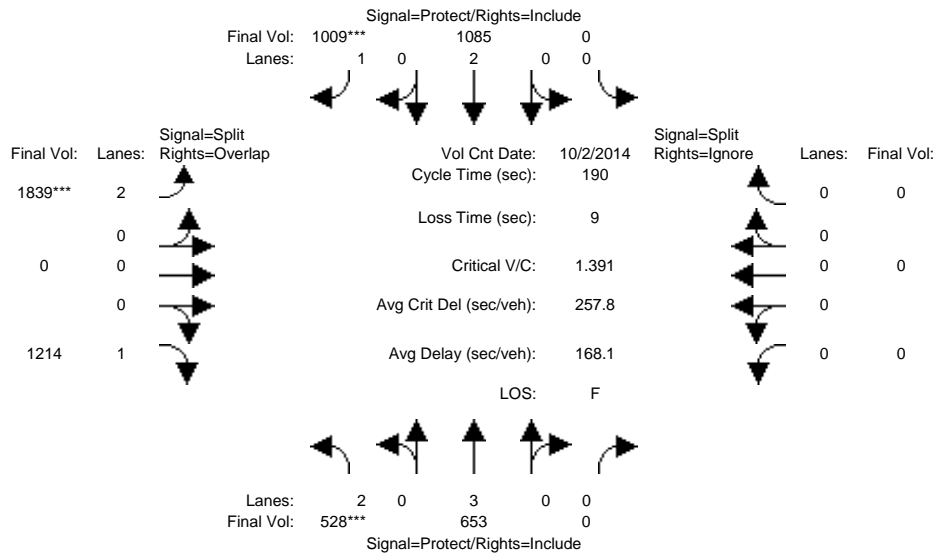 Signal=Protect/Rights=Include
Final Vol: 1009*** 1085 0
Lanes: 1 0 2 0 0
Signal=Split Signal=Split
Final Vol: Lanes: Rights=Overlap Vol Cnt Date: 10/2/2014 Rights=Ignore Lanes: Final Vol:
Cycle Time (sec): 190
1839*** 2 0 0
Loss Time (sec): 9
0 0
0 0 Critical V/C: 1.391 0 0
0 Avg Crit Del (sec/veh): 257.8 0
1214 1 Avg Delay (sec/veh): 168.1 0 0
LOS: F
Lanes: 2 0 3 0 0
Final Vol: 528*** 653 0
Signal=Protect/Rights=Include